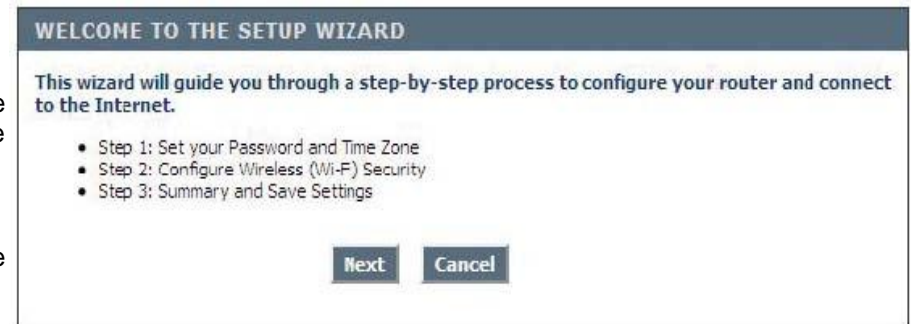 WELCOME TO THE SETUP WIZARD
This wizard will guide you through a step-by-step process to configure your router and connect
to the Internet.
• Step 1: Set your Password and Time Zone
• Step 2: Configure Wireless (Wi-F) Security
• Step 3: Summary and Save Settings
Next Cancel